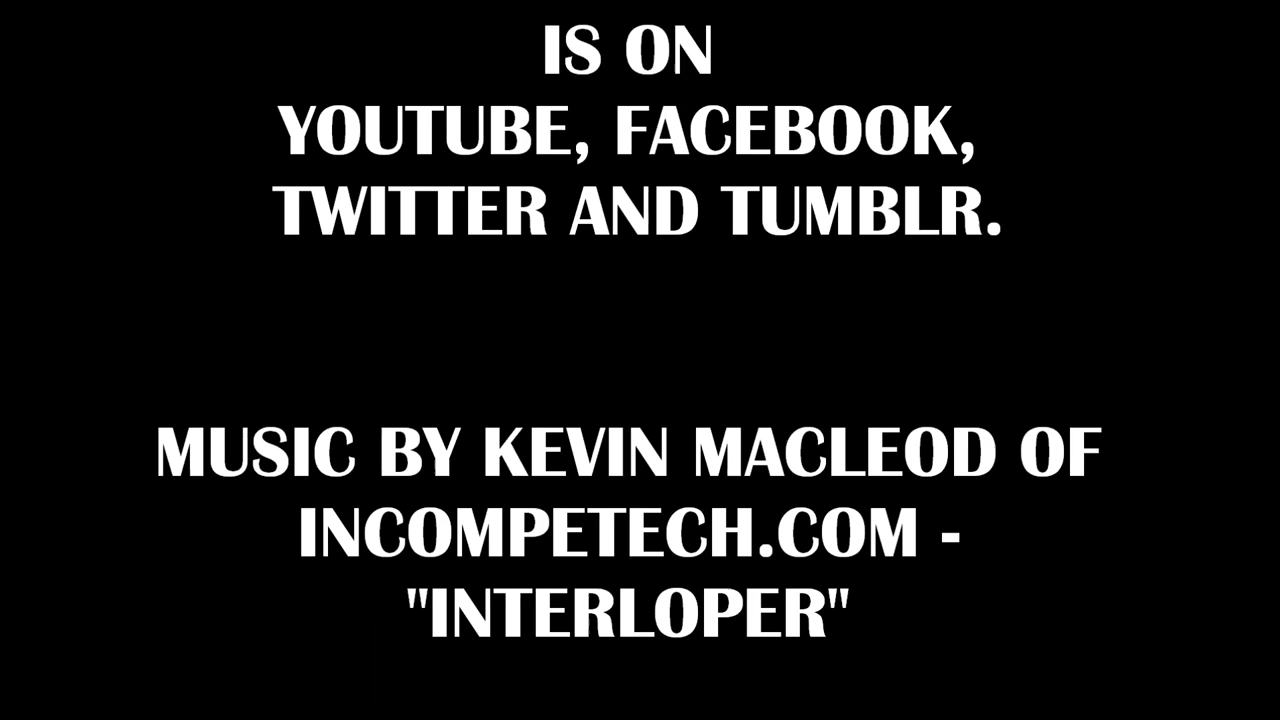 IS ON
YOUTUBE, FACEBOOK,
TWITTER AND TUMBLR.
MUSIC BY KEVIN MACLEOD OF
INCOMPETECH.COM -
"INTERLOPER"